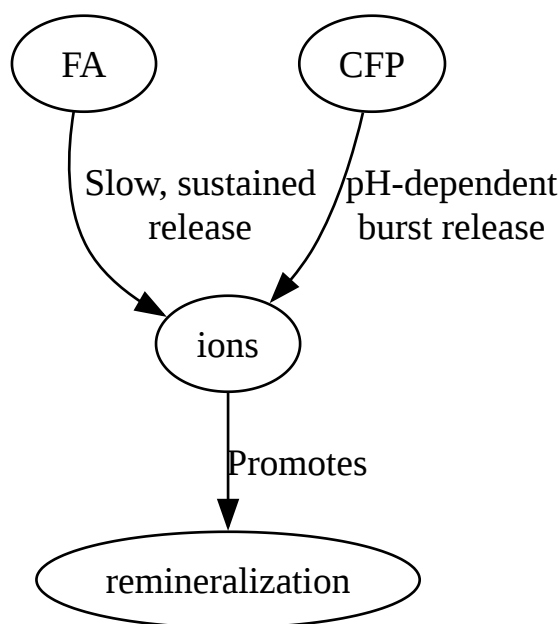 FA
CFP
Slow, sustained
release
pH-dependent
burst release
ions
Promotes
remineralization